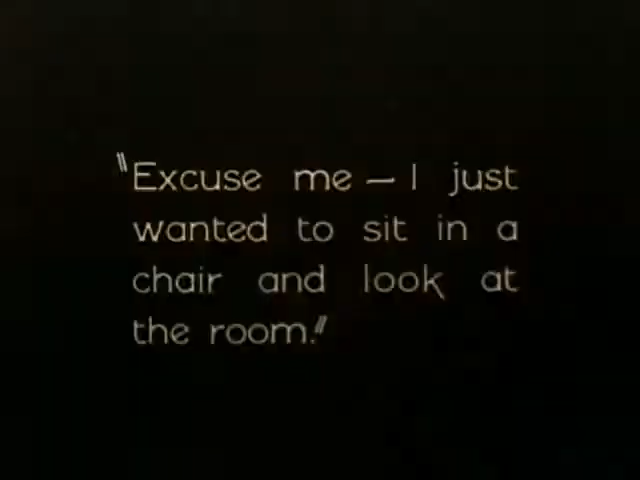 "Excuse me — I just
wanted to sit in a
chair and look at
the room."